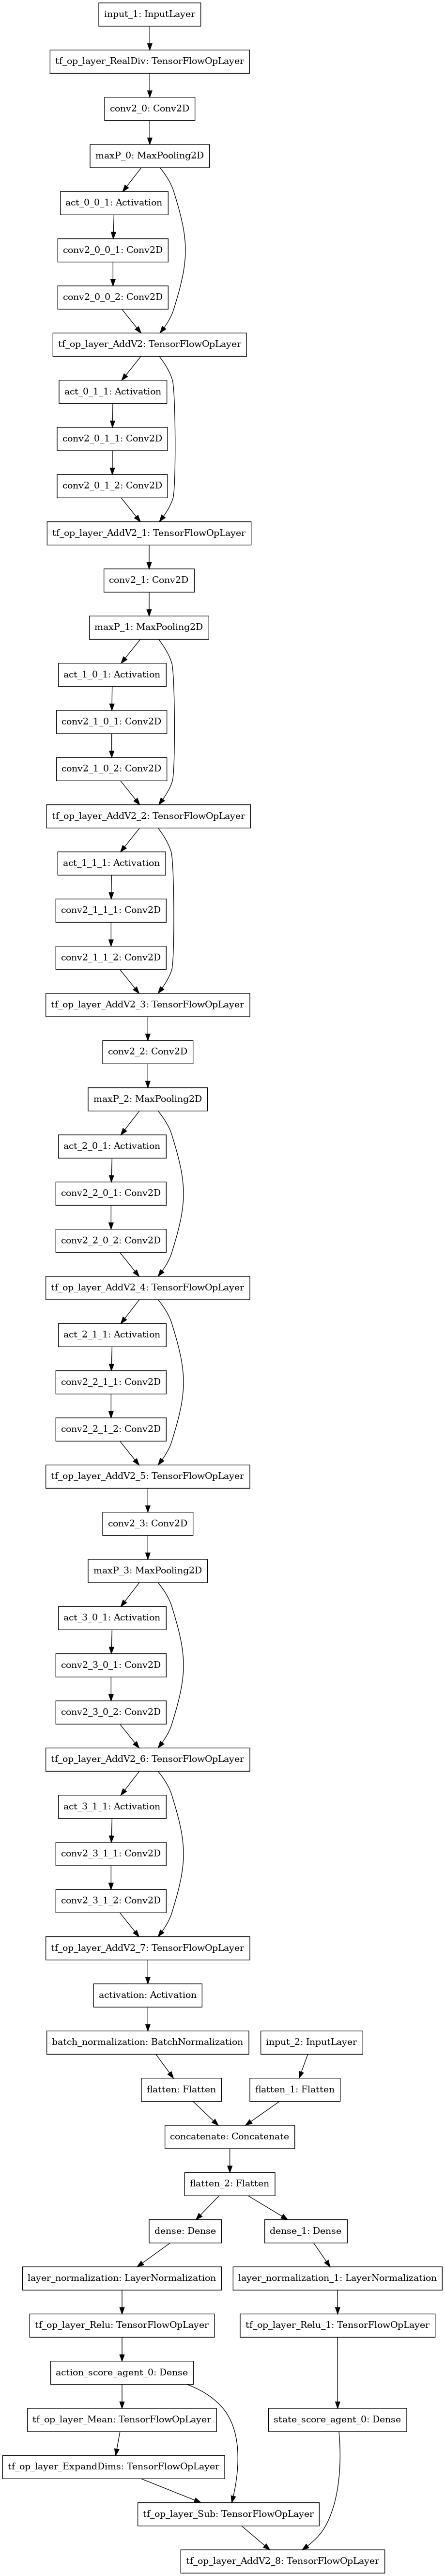 input_1: InputLayer
tf_op_layer_RealDiv: TensorFlowOpLayer
conv2_0: Conv2D
maxP_0: MaxPooling2D
act_0_0_1: Activation
conv2_0_0_1: Conv2D
conv2_0_0_2: Conv2D
tf_op_layer_AddV2: TensorFlowOpLayer
act_0_1_1: Activation
conv2_0_1_1: Conv2D
conv2_0_1_2: Conv2D
tf_op_layer_AddV2_1: TensorFlowOpLayer
conv2_1: Conv2D
maxP_1: MaxPooling2D
act_1_0_1: Activation
conv2_1_0_1: Conv2D
conv2_1_0_2: Conv2D
tf_op_layer_AddV2_2: TensorFlowOpLayer
act_1_1_1: Activation
conv2_1_1_1: Conv2D
conv2_1_1_2: Conv2D
tf_op_layer_AddV2_3: TensorFlowOpLayer
conv2_2: Conv2D
maxP_2: MaxPooling2D
act_2_0_1: Activation
conv2_2_0_1: Conv2D
conv2_2_0_2: Conv2D
tf_op_layer_AddV2_4: TensorFlowOpLayer
act_2_1_1: Activation
conv2_2_1_1: Conv2D
conv2_2_1_2: Conv2D
tf_op_layer_AddV2_5: TensorFlowOpLayer
conv2_3: Conv2D
maxP_3: MaxPooling2D
act_3_0_1: Activation
conv2_3_0_1: Conv2D
conv2_3_0_2: Conv2D
tf_op_layer_AddV2_6: TensorFlowOpLayer
act_3_1_1: Activation
conv2_3_1_1: Conv2D
conv2_3_1_2: Conv2D
tf_op_layer_AddV2_7: TensorFlowOpLayer
activation: Activation
batch_normalization: BatchNormalization
input_2: InputLayer
flatten: Flatten
flatten_1: Flatten
concatenate: Concatenate
flatten_2: Flatten
dense: Dense
dense_1: Dense
layer_normalization: LayerNormalization
layer_normalization_1: LayerNormalization
tf_op_layer_Relu: TensorFlowOpLayer
tf_op_layer_Relu_1: TensorFlowOpLayer
action_score_agent_0: Dense
tf_op_layer_Mean: TensorFlowOpLayer
state_score_agent_0: Dense
tf_op_layer_ExpandDims: TensorFlowOpLayer
tf_op_layer_Sub: TensorFlowOpLayer
tf_op_layer_AddV2_8: TensorFlowOpLayer